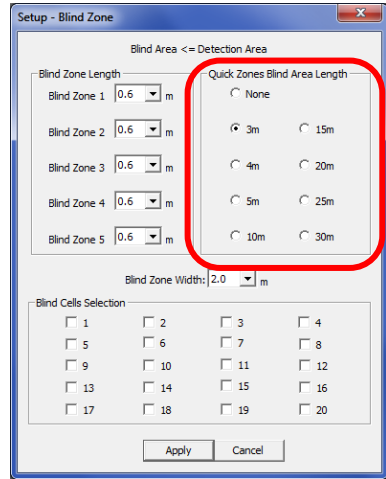 Setup - Blind Zone
Blind Area <= Detection Area
Blind Zone Length
Blind Zone 1 0.6 m
Blind Zone 2 0.6 m
Blind Zone 3 0.6 m
Blind Zone 4 0.6 m
Blind Zone 5 0.6 m
Quick Zones Blind Area Length
None
3m 15m
4m 20m
5m 25m
10m 30m
Blind Zone Width: 2.0 m
Blind Cells Selection
1 2 3 4
5 6 7 8
9 10 11 12
13 14 15 16
17 18 19 20
Apply Cancel